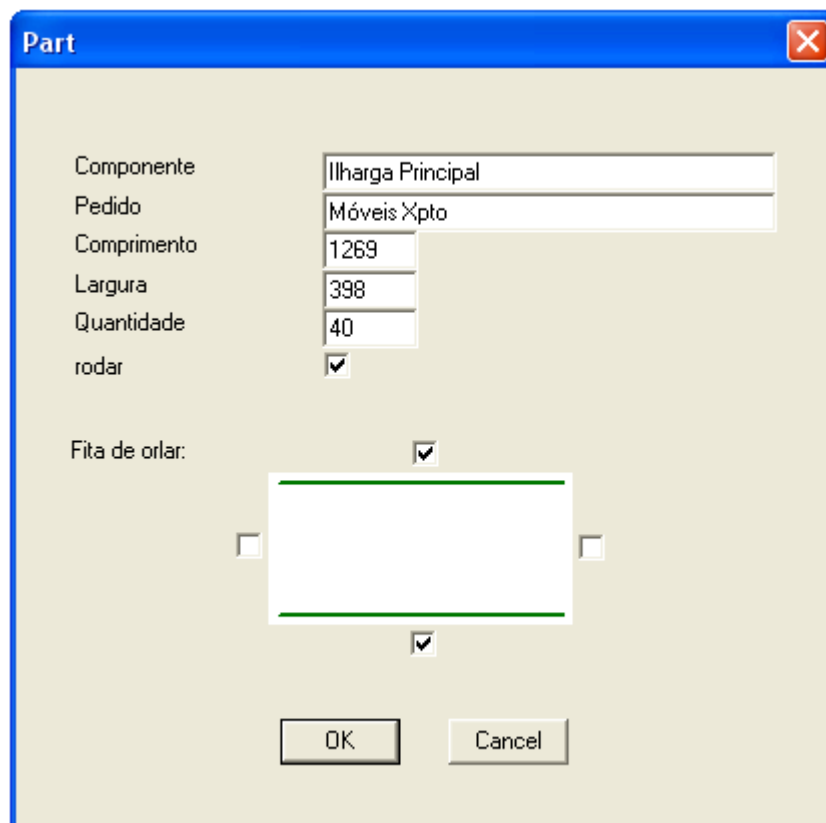 Part
Componente Ilharga Principal
Pedido Móveis Xpto
Comprimento 1269
Largura 398
Quantidade 40
rodar
Fita de orlar:
OK Cancel